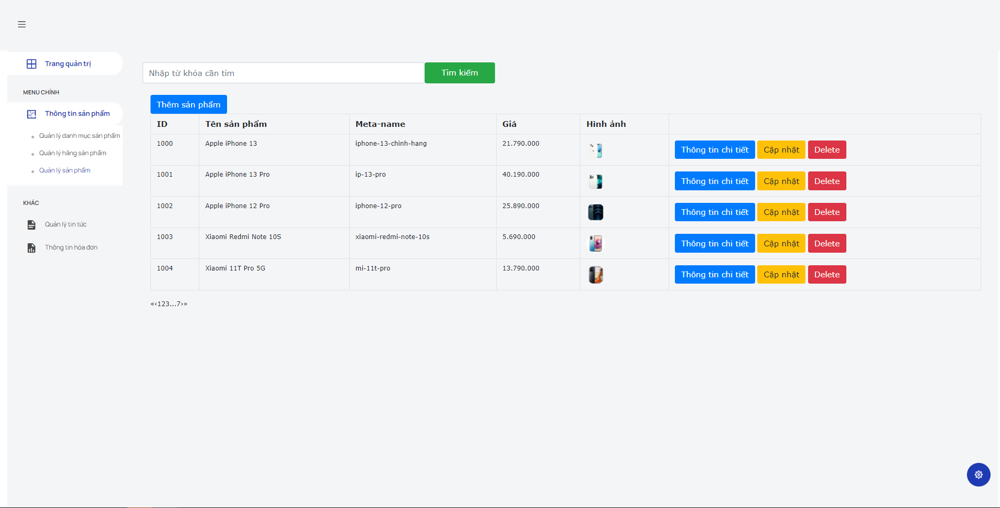 Trang quản trị
MENU CHÍNH
Thông tin sản phẩm
Quản lý danh mục sản phẩm
Quản lý hãng sản phẩm
Quản lý sản phẩm
KHÁC
Quản lý tin tức
Thông tin hóa đơn
Nhập từ khóa cần tìm
Tìm kiếm
Thêm sản phẩm
ID Tên sản phẩm Meta-name Giá Hình ảnh
1000 Apple iPhone 13 iphone-13-chinh-hang 21.790.000 Thông tin chi tiết Cập nhật Delete
1001 Apple iPhone 13 Pro ip-13-pro 40.190.000 Thông tin chi tiết Cập nhật Delete
1002 Apple iPhone 12 Pro iphone-12-pro 25.890.000 Thông tin chi tiết Cập nhật Delete
1003 Xiaomi Redmi Note 10S xiaomi-redmi-note-10s 5.690.000 Thông tin chi tiết Cập nhật Delete
1004 Xiaomi 11T Pro 5G mi-11t-pro 13.790.000 Thông tin chi tiết Cập nhật Delete
«‹123...7›»